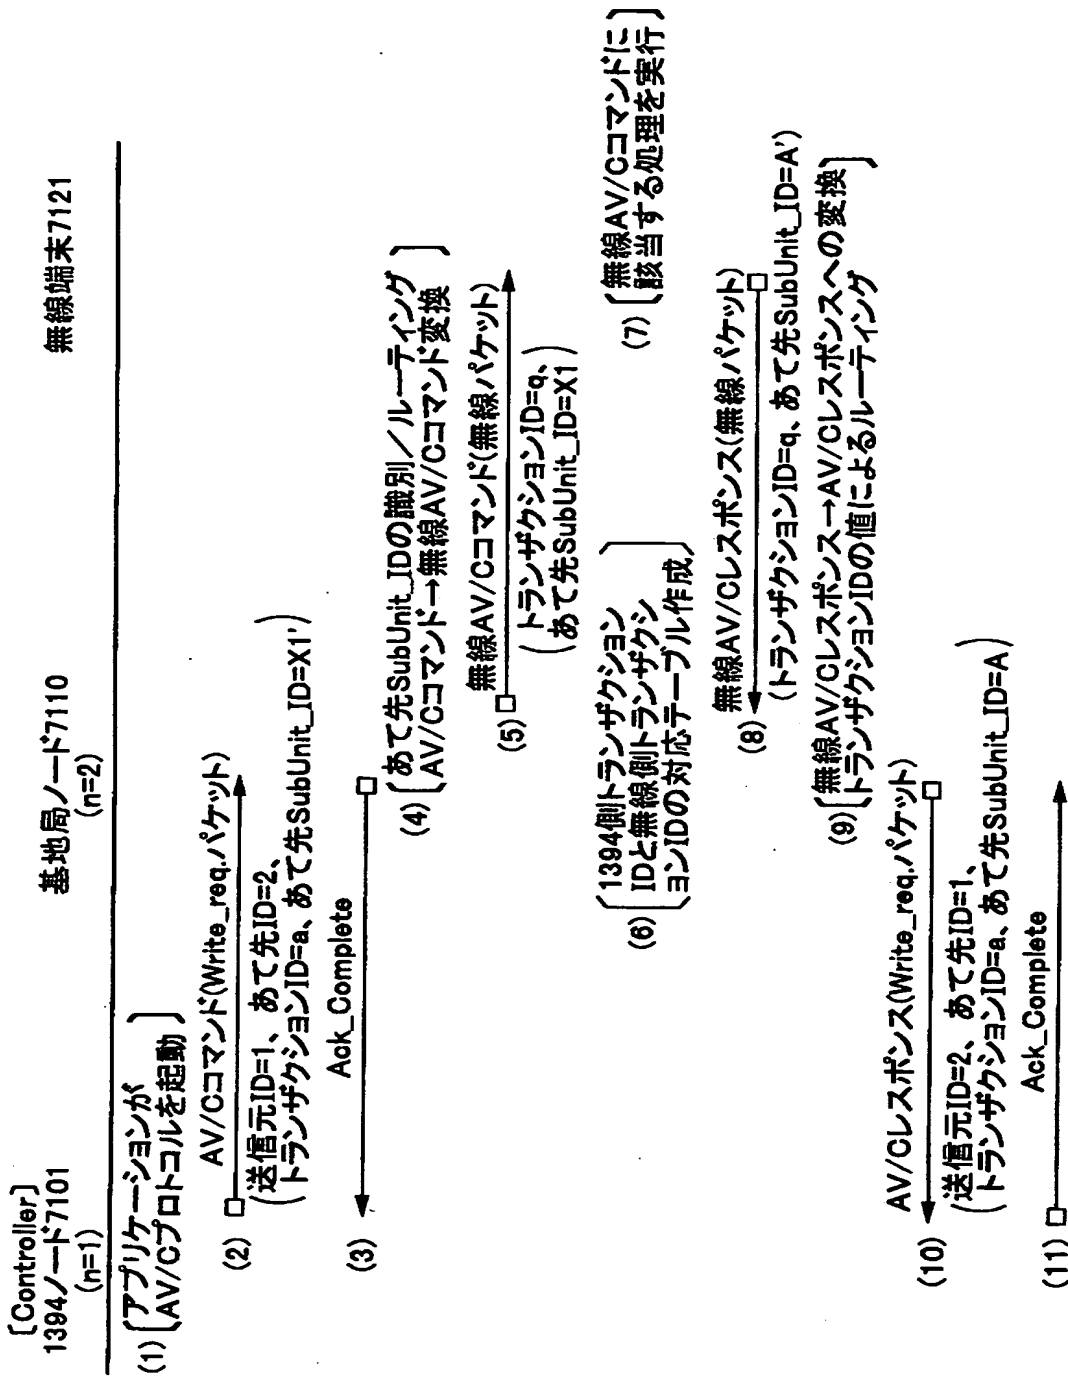 [Controller]
1394ノード7101
(n=1)
基地局ノード7110
(n=2)
無線端末7121
(1) [アプリケーションが
AV/Cプロトコルを起動]
(2) AV/Cコマンド(Write_req.パケット)
(送信元ID=1、あて先ID=2、
トランザクションID=a、あて先SubUnit_ID=X1')
(3) Ack_Complete
(4) [あて先SubUnit_IDの識別/ルーティング
AV/Cコマンド→無線AV/Cコマンド変換]
(5) 無線AV/Cコマンド(無線パケット)
(トランザクションID=q、
あて先SubUnit_ID=X1)
(6) [1394側トランザクション
IDと無線側トランザクシ
ョンIDの対応テーブル作成]
(7) [無線AV/Cコマンドに
該当する処理を実行]
(8) 無線AV/Cレスポンス(無線パケット)
(トランザクションID=q、あて先SubUnit_ID=A')
(9) [無線AV/Cレスポンス→AV/Cレスポンスへの変換
トランザクションIDの値によるルーティング]
(10) AV/Cレスポンス(Write_req.パケット)
(送信元ID=2、あて先ID=1、
トランザクションID=a、あて先SubUnit_ID=A)
(11) Ack_Complete